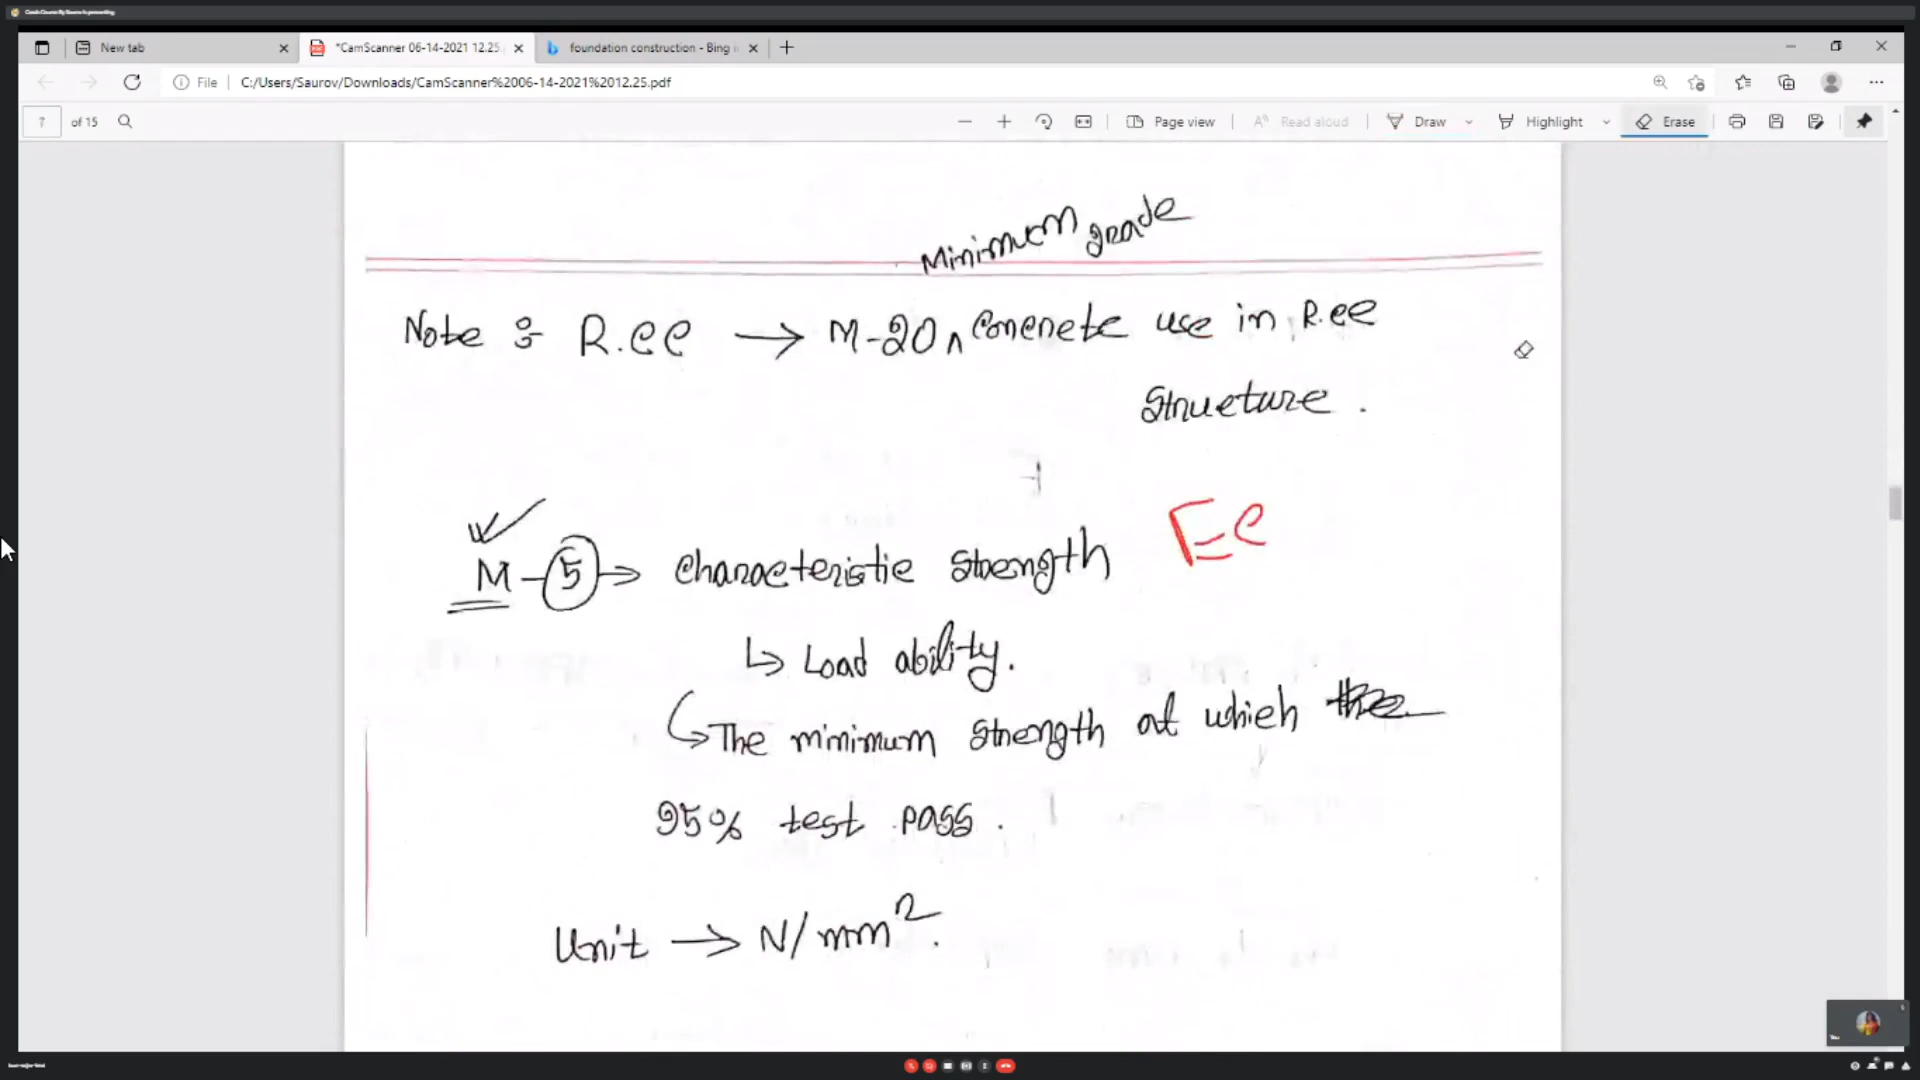 New tab
*CamScanner 06-14-2021 12.25.
foundation construction - Bing i
File
C:/Users/Saurov/Downloads/CamScanner%2006-14-2021%2012.25.pdf
7 of 15
Page view
Read aloud
Draw
Highlight
Erase
Minimum grade
Note :- R.CC → M-20 ^ Concrete use in R.CC
Structure .
M-5 → Characteristic Strength
↳ Load ability.
↳ The minimum strength at which
95% test pass .
Unit → N/mm².